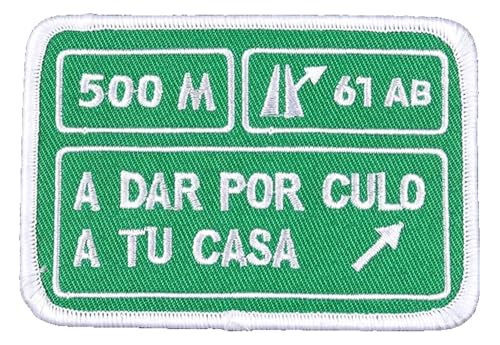 500 M
61 AB
A DAR POR CULO
A TU CASA